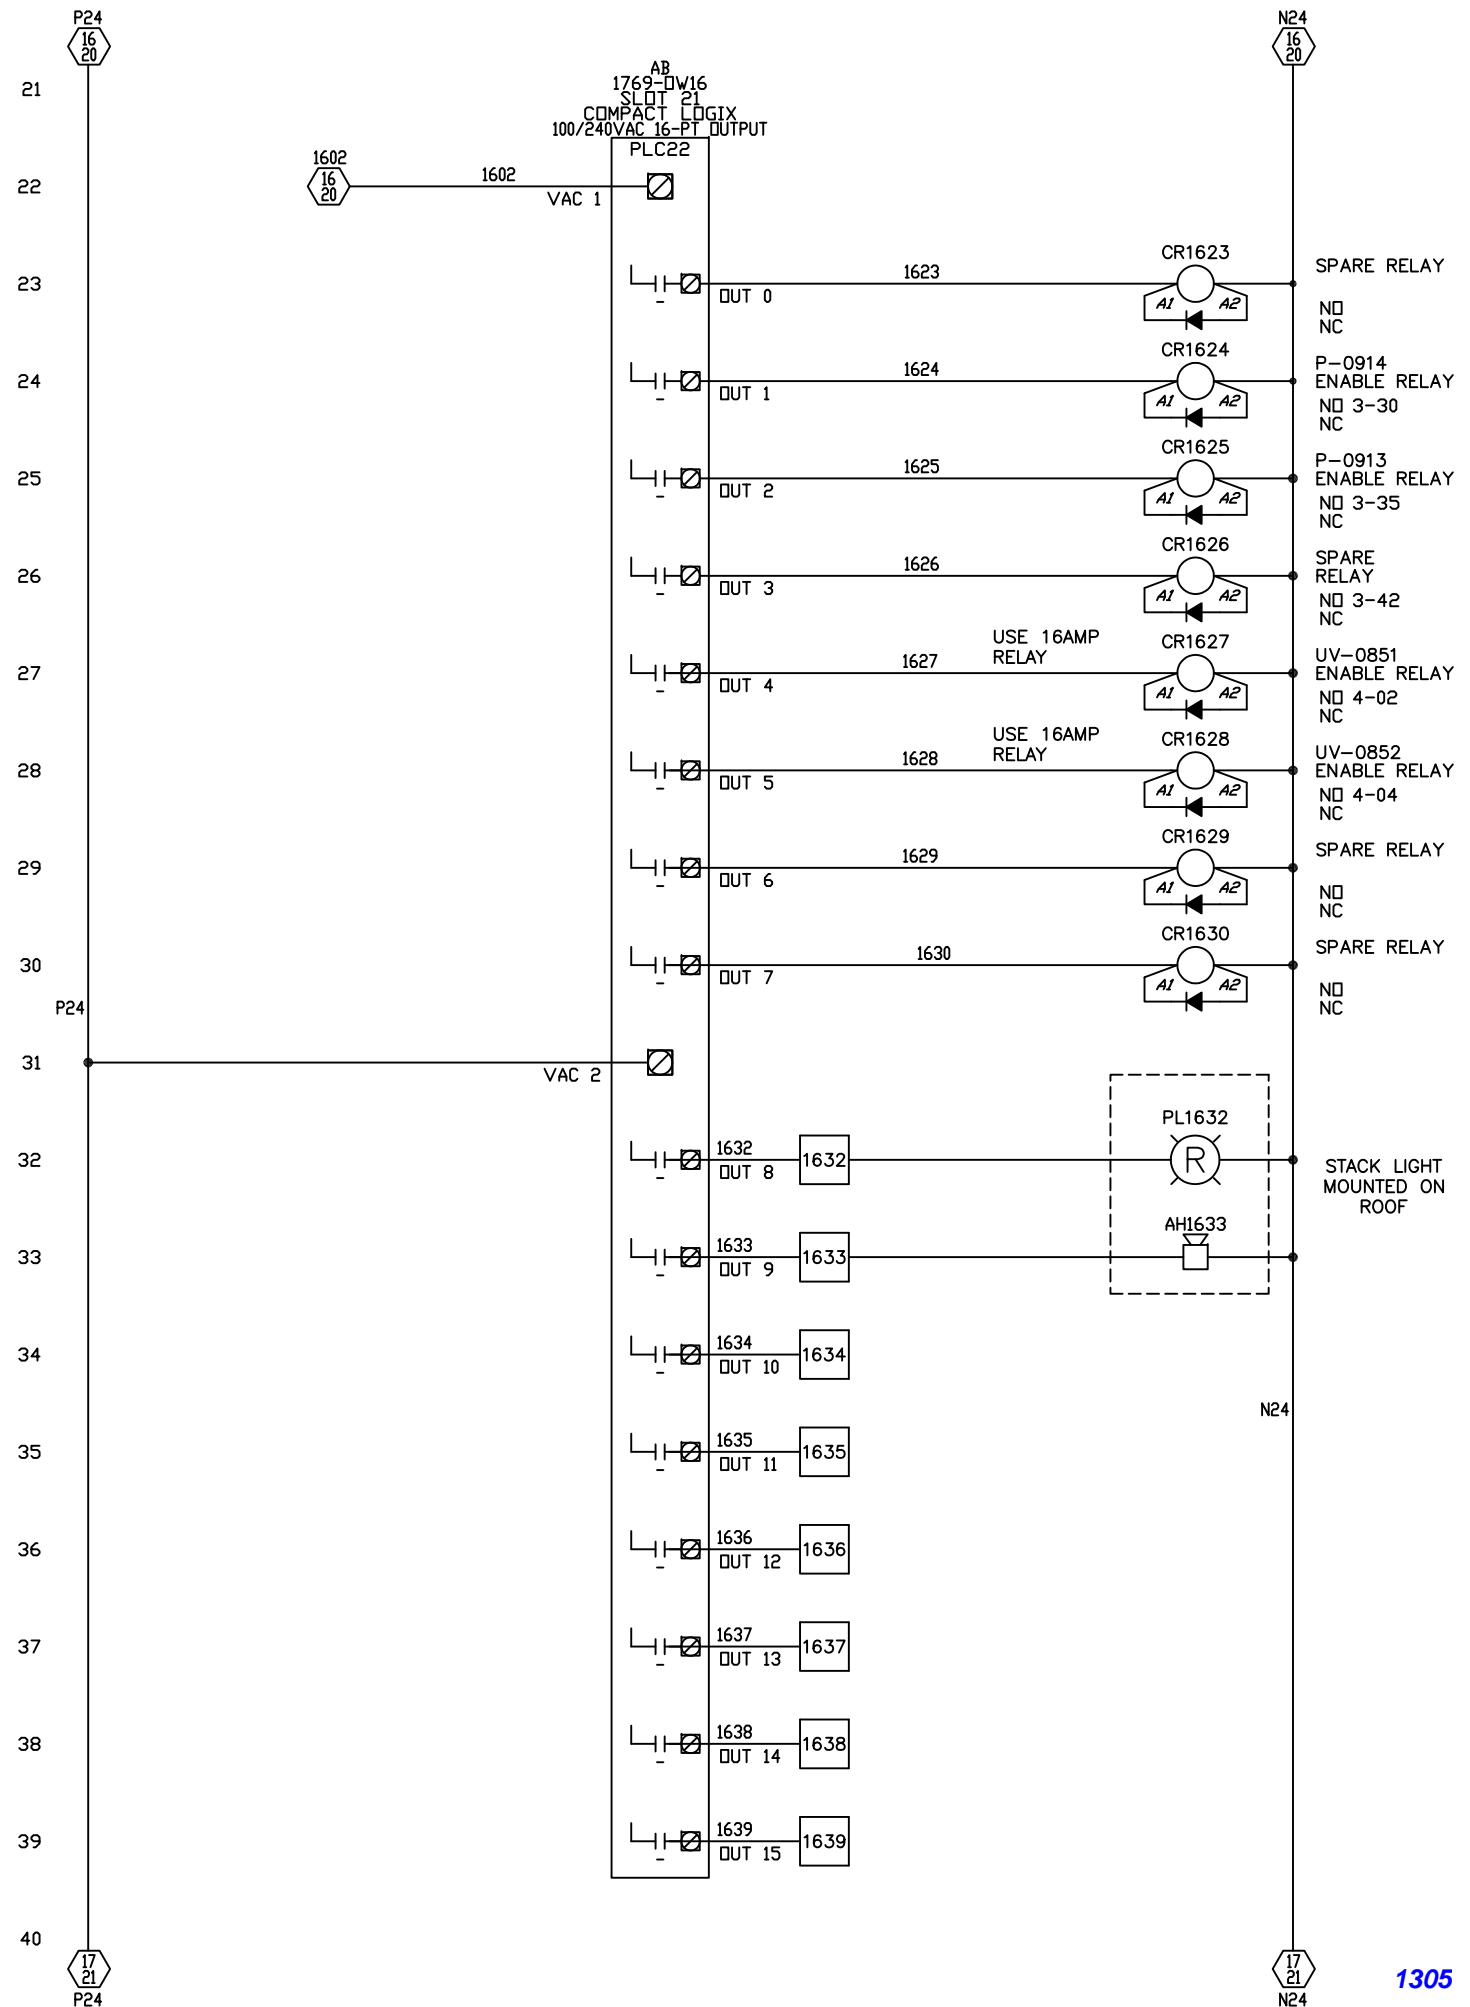 P24
16
20
N24
16
20
21
AB
1769-OW16
SLOT 21
COMPACT LOGIX
100/240VAC 16-PT OUTPUT
PLC22
22
1602
16
20
1602
VAC 1
23
1623
OUT 0
CR1623
A1 A2
SPARE RELAY
NO
NC
24
1624
OUT 1
CR1624
A1 A2
P-0914
ENABLE RELAY
NO 3-30
NC
25
1625
OUT 2
CR1625
A1 A2
P-0913
ENABLE RELAY
NO 3-35
NC
26
1626
OUT 3
CR1626
A1 A2
SPARE
RELAY
NO 3-42
NC
27
1627
OUT 4
USE 16AMP
RELAY
CR1627
A1 A2
UV-0851
ENABLE RELAY
NO 4-02
NC
28
1628
OUT 5
USE 16AMP
RELAY
CR1628
A1 A2
UV-0852
ENABLE RELAY
NO 4-04
NC
29
1629
OUT 6
CR1629
A1 A2
SPARE RELAY
NO
NC
30
1630
OUT 7
CR1630
A1 A2
SPARE RELAY
NO
NC
P24
31
VAC 2
32
1632
OUT 8
1632
PL1632
R
STACK LIGHT
MOUNTED ON
ROOF
33
1633
OUT 9
1633
AH1633
34
1634
OUT 10
1634
N24
35
1635
OUT 11
1635
36
1636
OUT 12
1636
37
1637
OUT 13
1637
38
1638
OUT 14
1638
39
1639
OUT 15
1639
40
17
21
P24
17
21
N24
1305